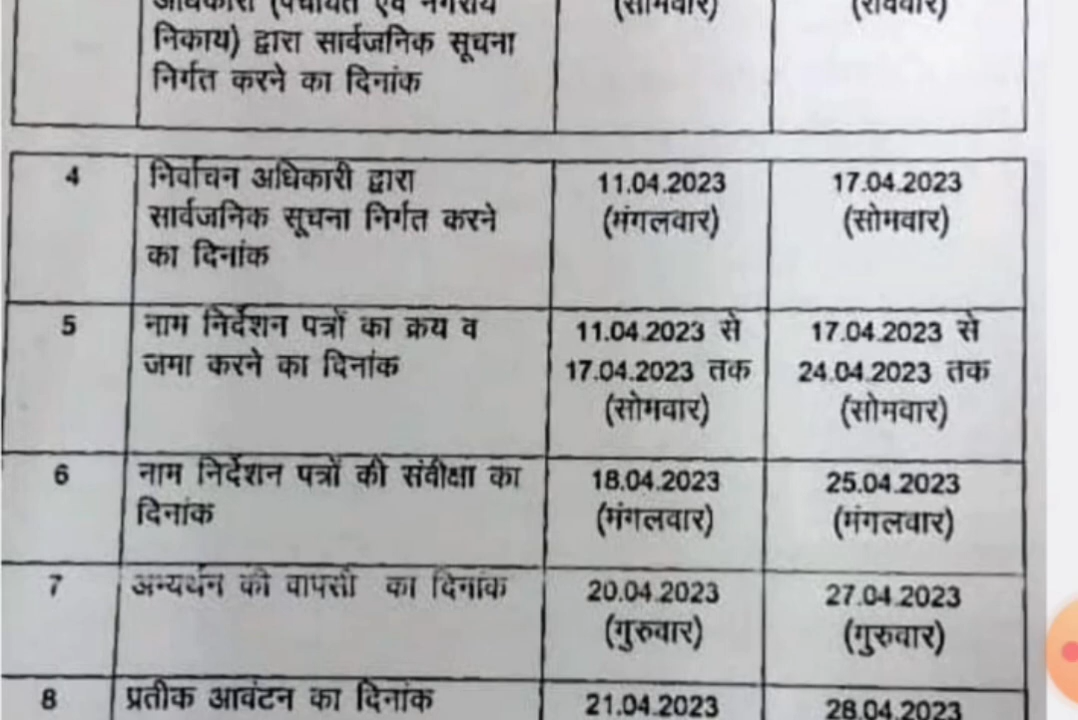 अधिकारी (पंचायत एवं नगरीय
(सोमवार)
(रविवार)
निकाय) द्वारा सार्वजनिक सूचना
निर्गत करने का दिनांक
4
निर्वाचन अधिकारी द्वारा
11.04.2023
17.04.2023
सार्वजनिक सूचना निर्गत करने
(मंगलवार)
(सोमवार)
का दिनांक
5
नाम निर्देशन पत्रों का क्रय व
11.04.2023 से
17.04.2023 से
जमा करने का दिनांक
17.04.2023 तक
24.04.2023 तक
(सोमवार)
(सोमवार)
6
नाम निर्देशन पत्रों की संवीक्षा का
18.04.2023
25.04.2023
दिनांक
(मंगलवार)
(मंगलवार)
7
अभ्यर्थन की वापसी का दिनांक
20.04.2023
27.04.2023
(गुरुवार)
(गुरुवार)
8
प्रतीक आवंटन का दिनांक
21.04.2023
28.04.2023